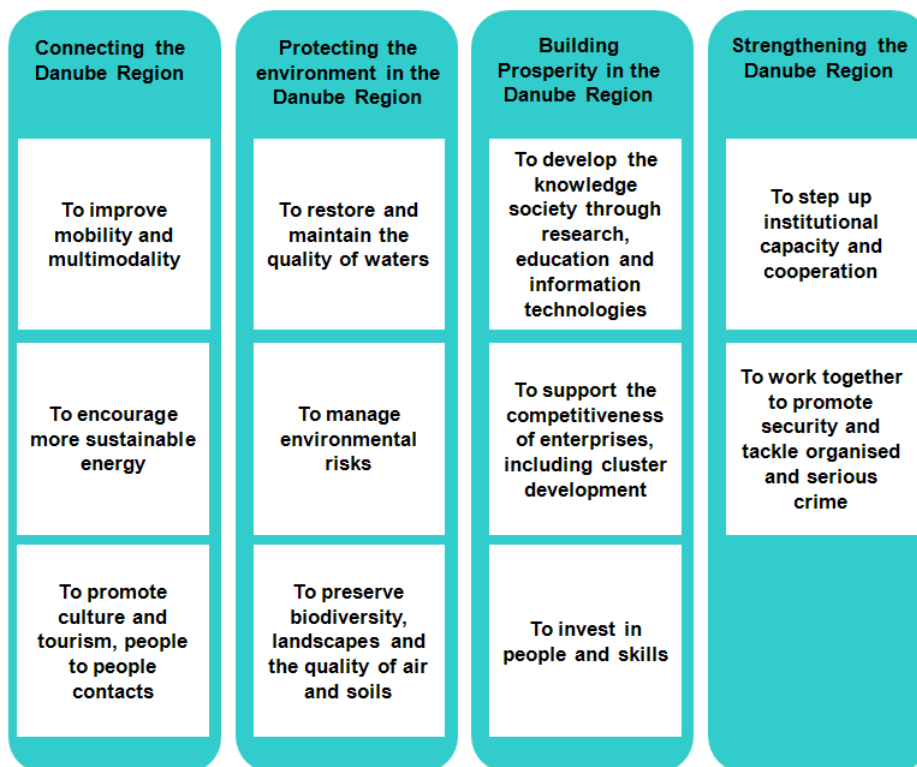 Connecting the
Danube Region
To improve
mobility and
multimodality
To encourage
more sustainable
energy
To promote
culture and
tourism, people
to people
contacts
Protecting the
environment in the
Danube Region
To restore and
maintain the
quality of waters
To manage
environmental
risks
To preserve
biodiversity,
landscapes and
the quality of air
and soils
Building
Prosperity in the
Danube Region
To develop the
knowledge
society through
research,
education and
information
technologies
To support the
competitiveness
of enterprises,
including cluster
development
To invest in
people and skills
Strengthening the
Danube Region
To step up
institutional
capacity and
cooperation
To work together
to promote
security and
tackle organised
and serious
crime